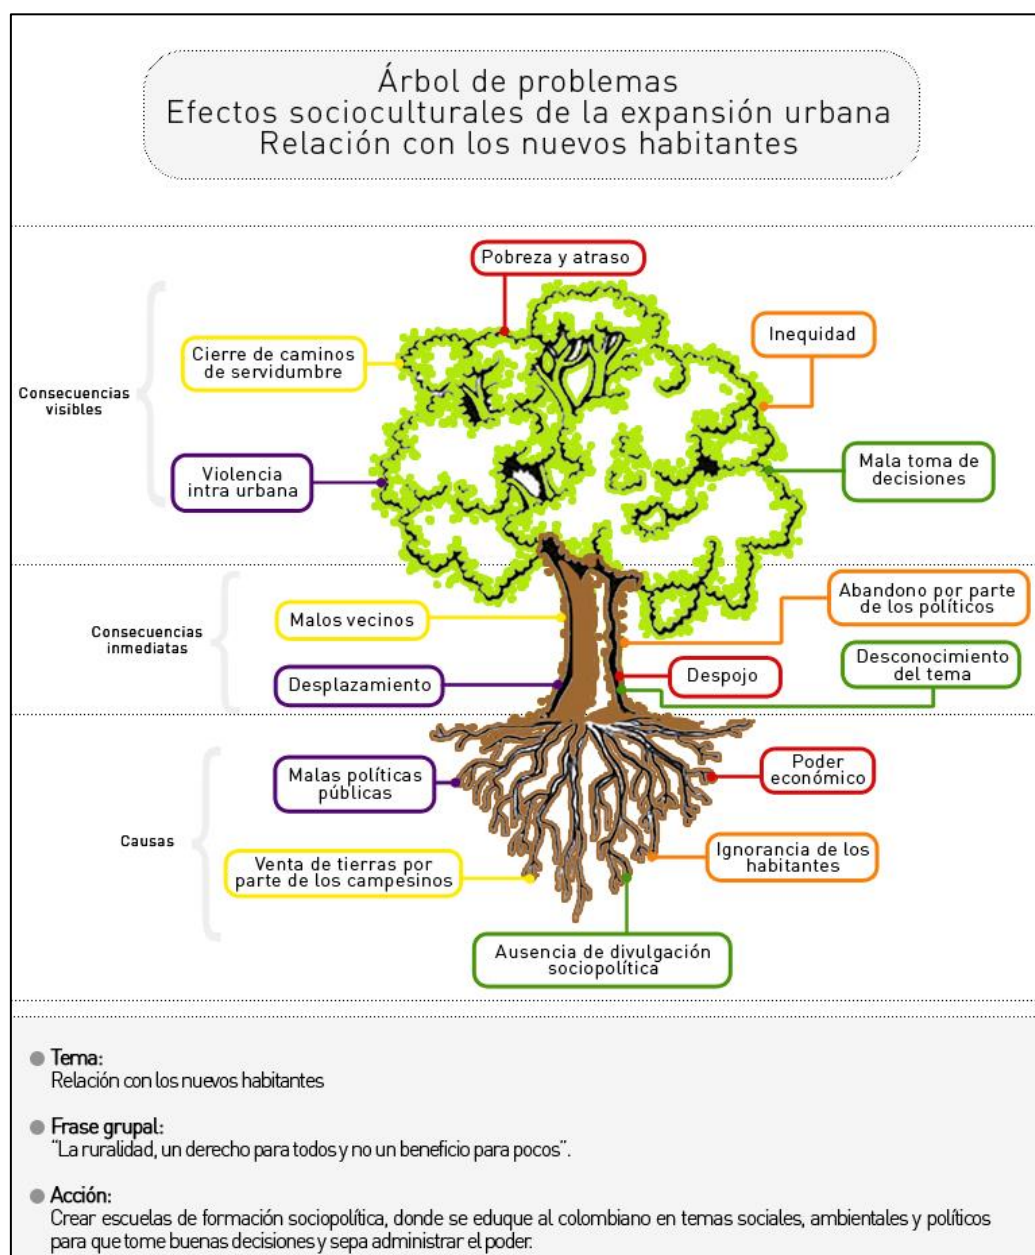 Árbol de problemas
Efectos socioculturales de la expansión urbana
Relación con los nuevos habitantes
Pobreza y atraso
Inequidad
Cierre de caminos
de servidumbre
Consecuencias
visibles
Violencia
intra urbana
Mala toma de
decisiones
Abandono por parte
de los políticos
Malos vecinos
Consecuencias
inmediatas
Desconocimiento
del tema
Despojo
Desplazamiento
Malas políticas
públicas
Poder
económico
Causas
Venta de tierras por
parte de los campesinos
Ignorancia de los
habitantes
Ausencia de divulgación
sociopolítica
Tema:
Relación con los nuevos habitantes
Frase grupal:
“La ruralidad, un derecho para todos y no un beneficio para pocos”.
Acción:
Crear escuelas de formación sociopolítica, donde se eduque al colombiano en temas sociales, ambientales y políticos
para que tome buenas decisiones y sepa administrar el poder.